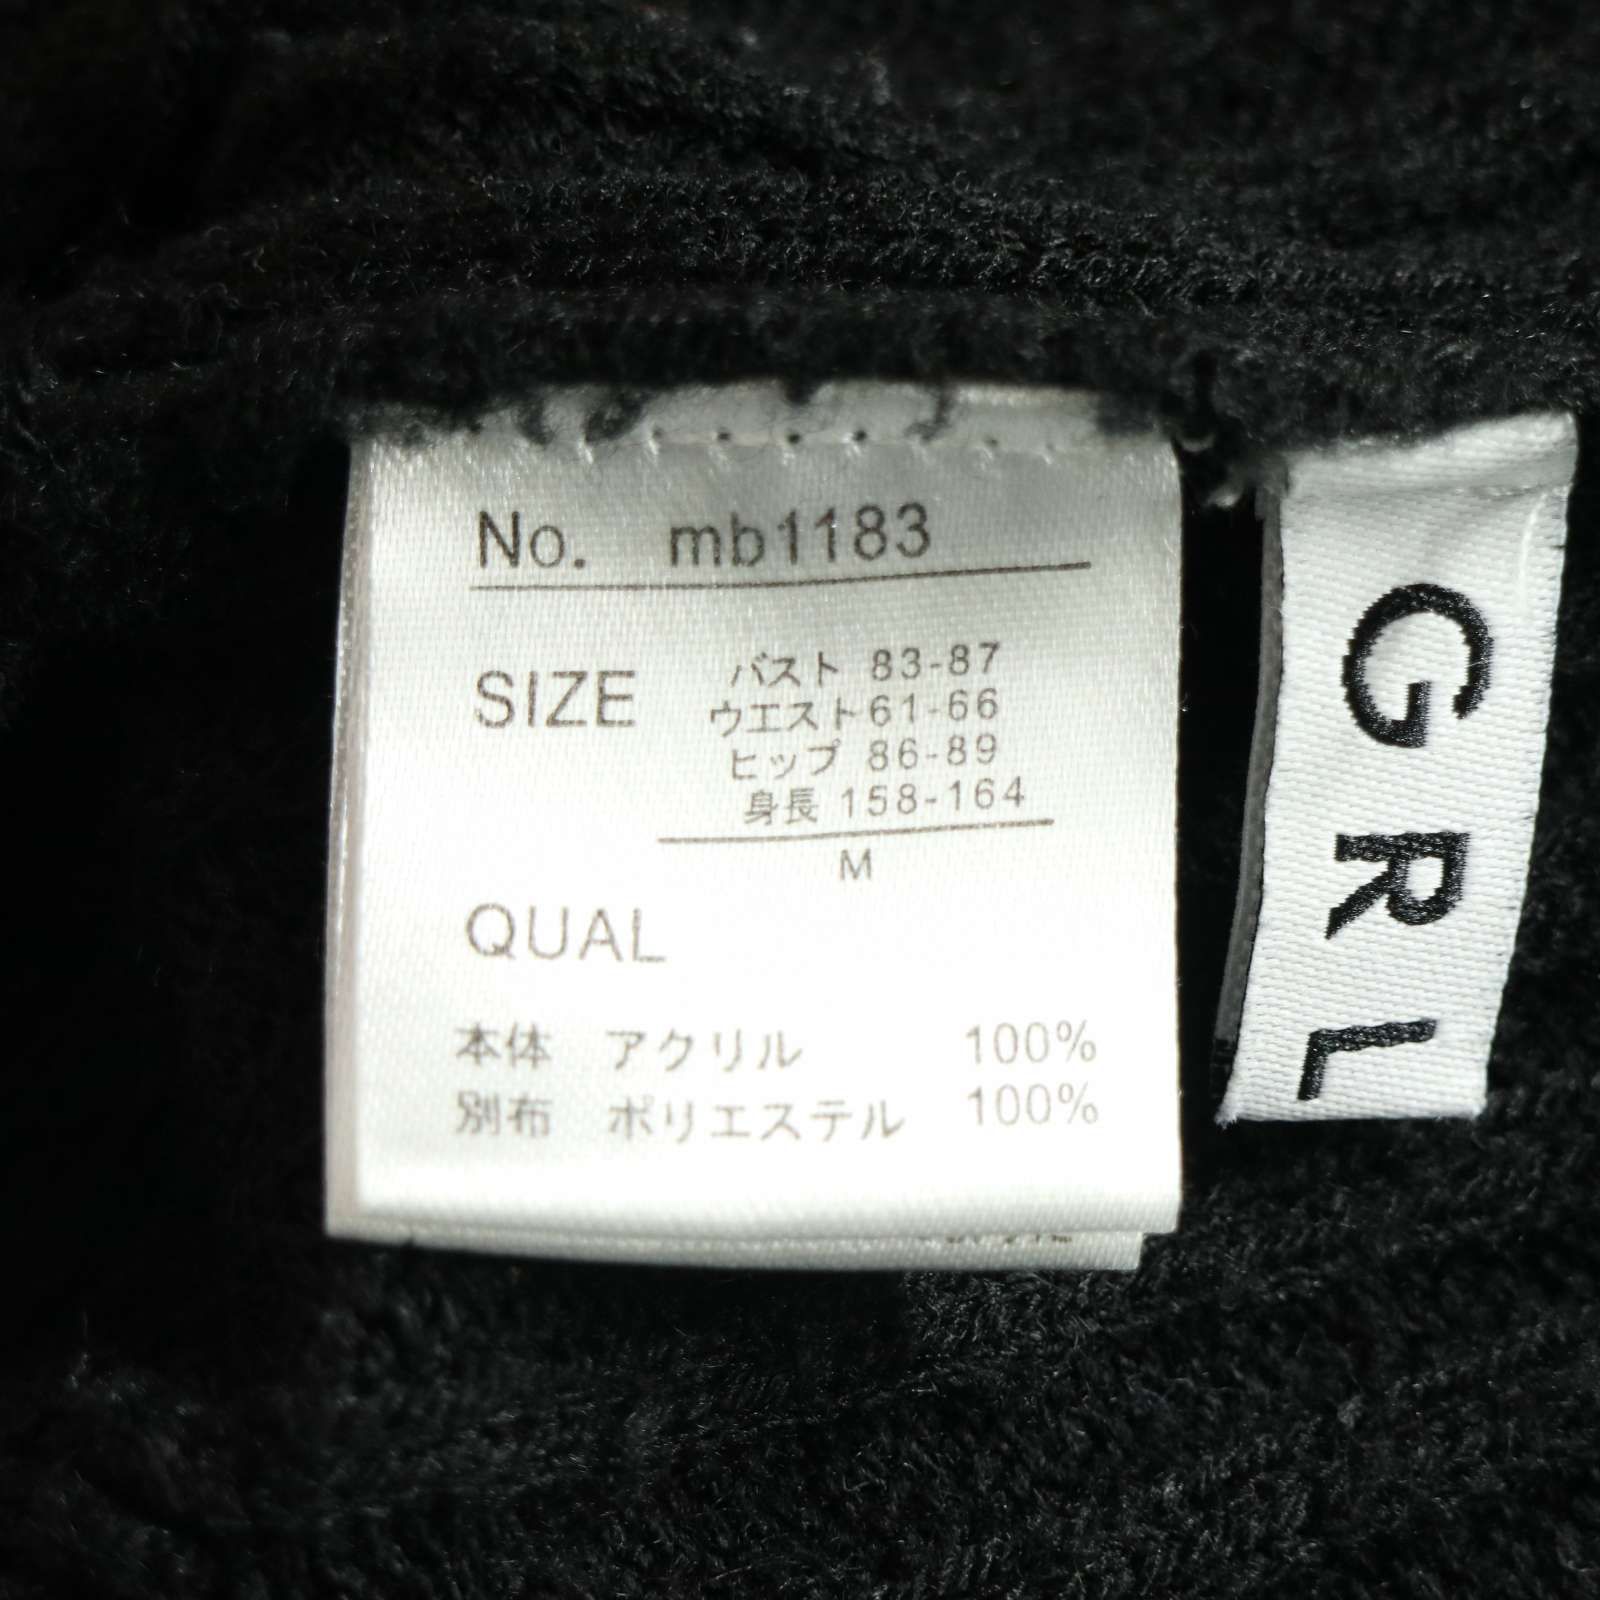 No. mb1183
SIZE
バスト 83-87
ウエスト61-66
ヒップ 86-89
身長 158-164
M
QUAL
本体 アクリル 100%
別布 ポリエステル 100%
GRL